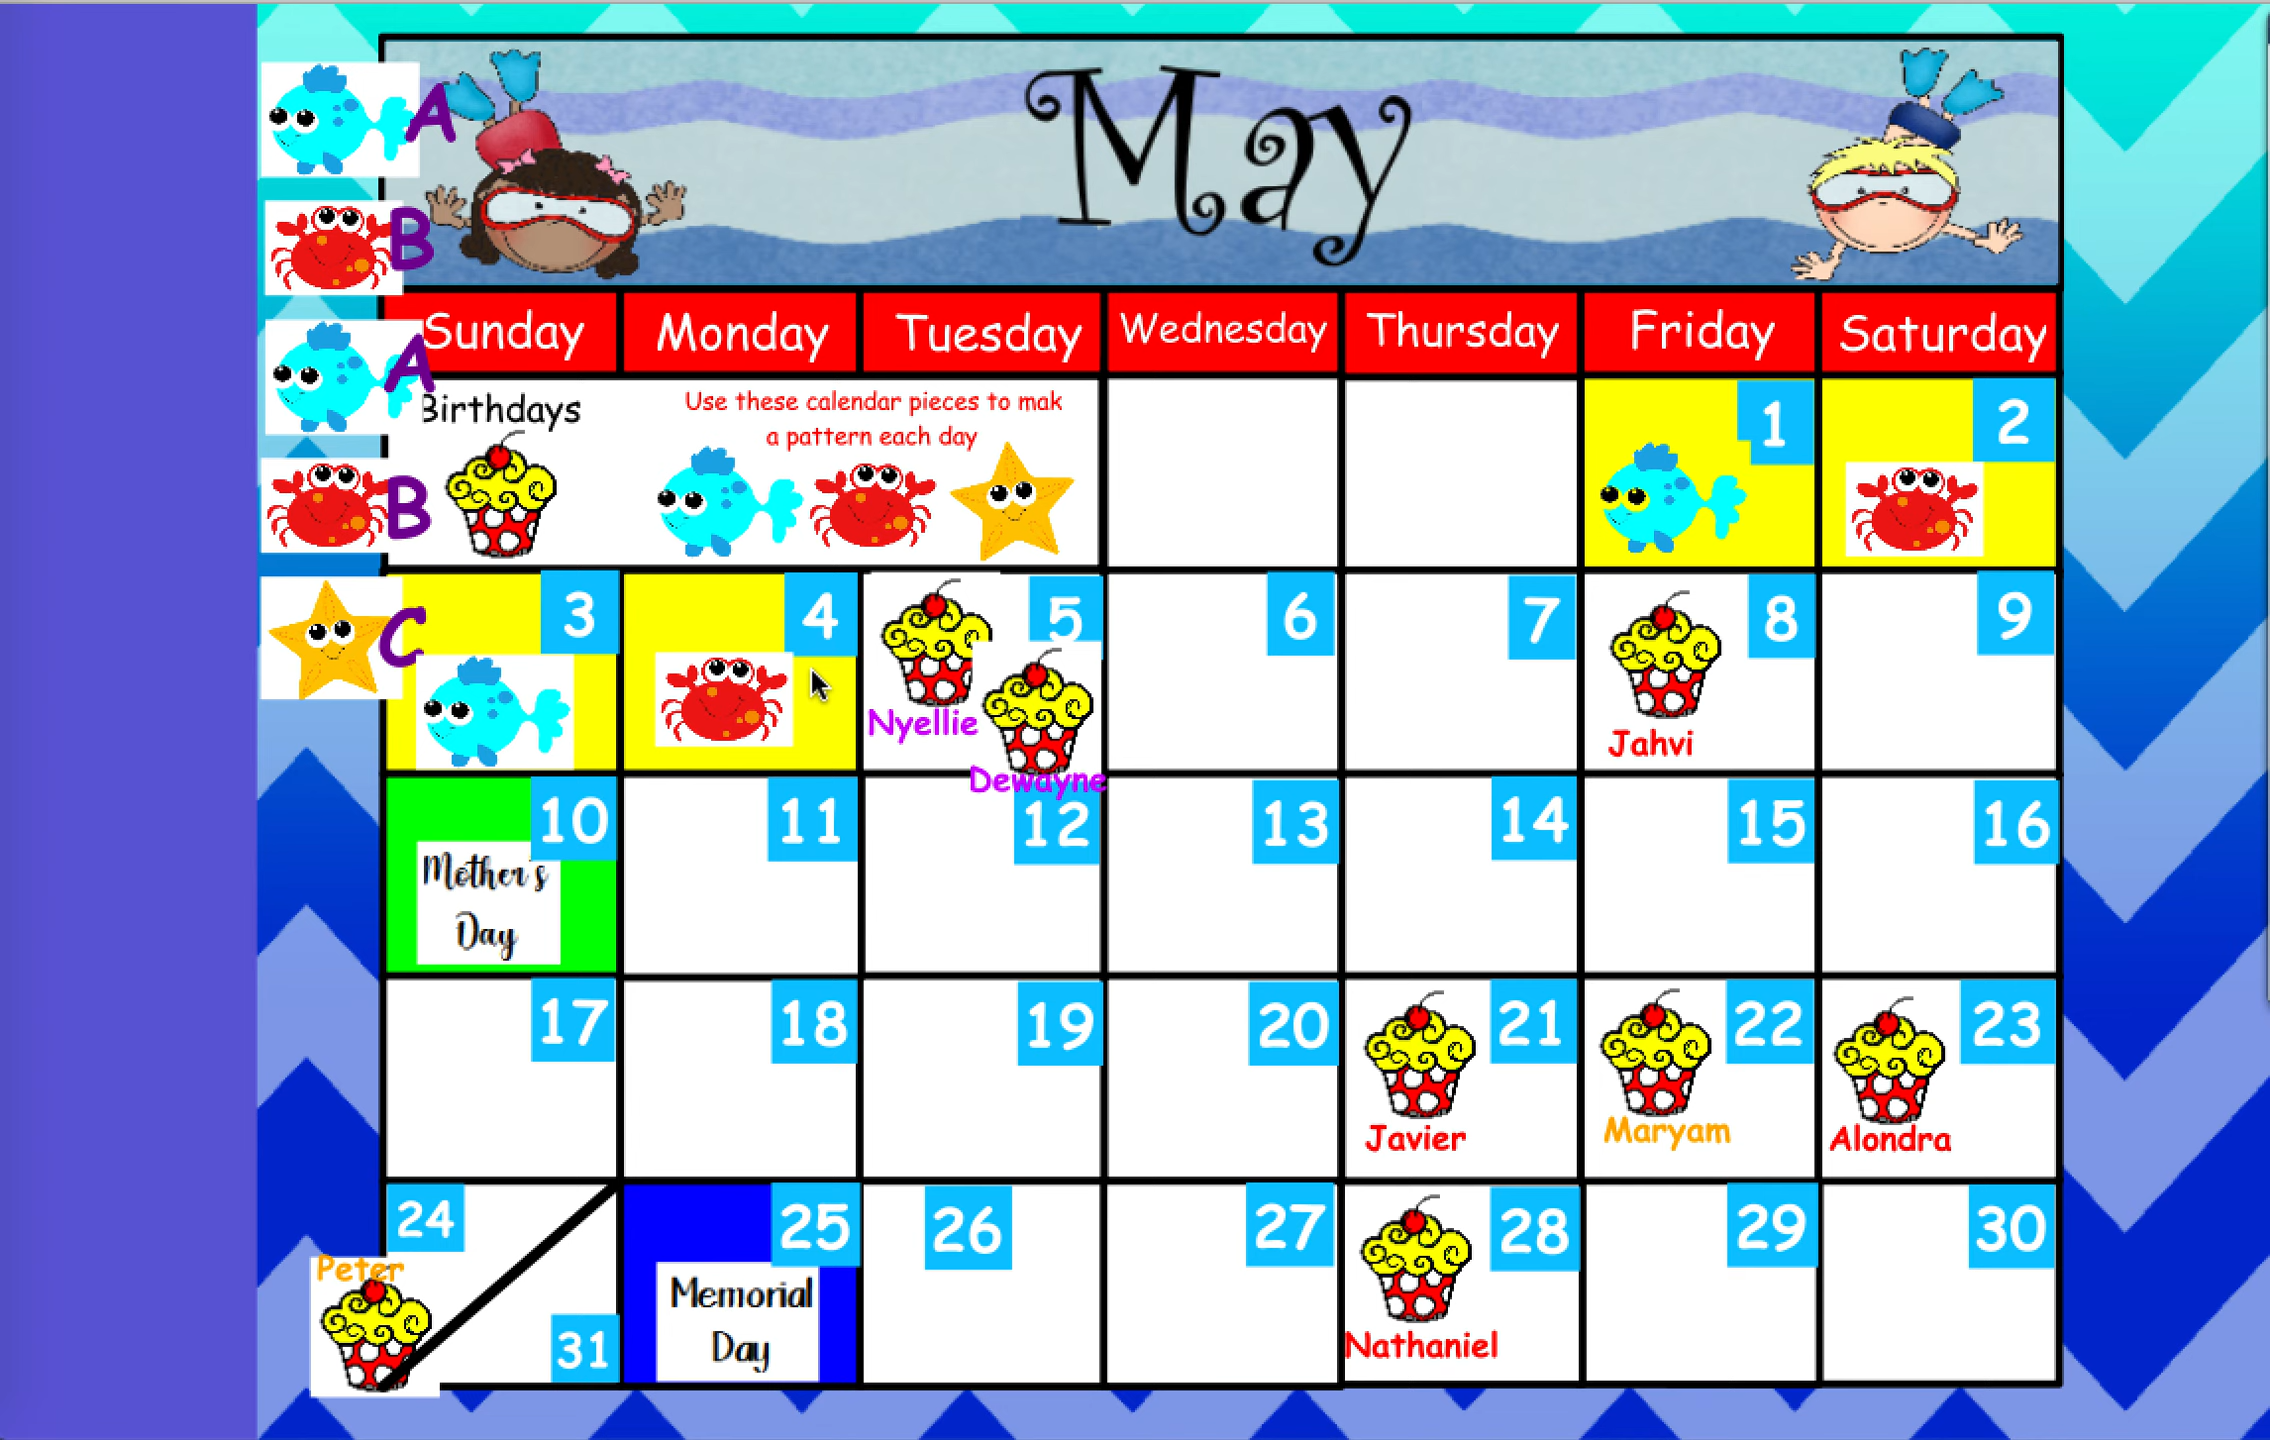 May
A
B
A
B
C
Sunday Monday Tuesday Wednesday Thursday Friday Saturday
Birthdays
Use these calendar pieces to mak
a pattern each day
1 2
3 4 5 6 7 8 9
Nyellie
Dewayne
Jahvi
10 11 12 13 14 15 16
Mother's
Day
17 18 19 20 21 22 23
Javier Maryam Alondra
24 25 26 27 28 29 30
Peter
31
Memorial
Day
Nathaniel